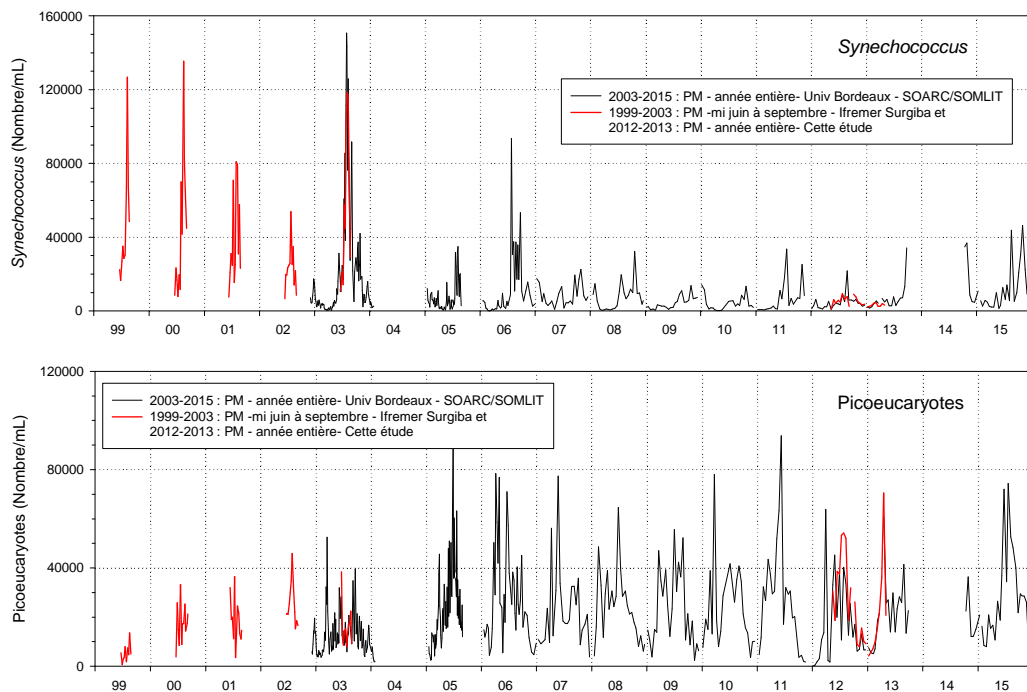 160000
Synechococcus
120000
2003-2015 : PM - année entière- Univ Bordeaux - SOARC/SOMLIT
1999-2003 : PM -mi juin à septembre - Ifremer Surgiba et
2012-2013 : PM - année entière- Cette étude
80000
40000
0
Synechococcus (Nombre/mL)
99 00 01 02 03 05 06 07 08 09 10 11 12 13 14 15
120000
2003-2015 : PM - année entière- Univ Bordeaux - SOARC/SOMLIT
1999-2003 : PM -mi juin à septembre - Ifremer Surgiba et
2012-2013 : PM - année entière- Cette étude
Picoeucaryotes
80000
40000
0
Picoeucaryotes (Nombre/mL)
99 00 01 02 03 05 06 07 08 09 10 11 12 13 14 15